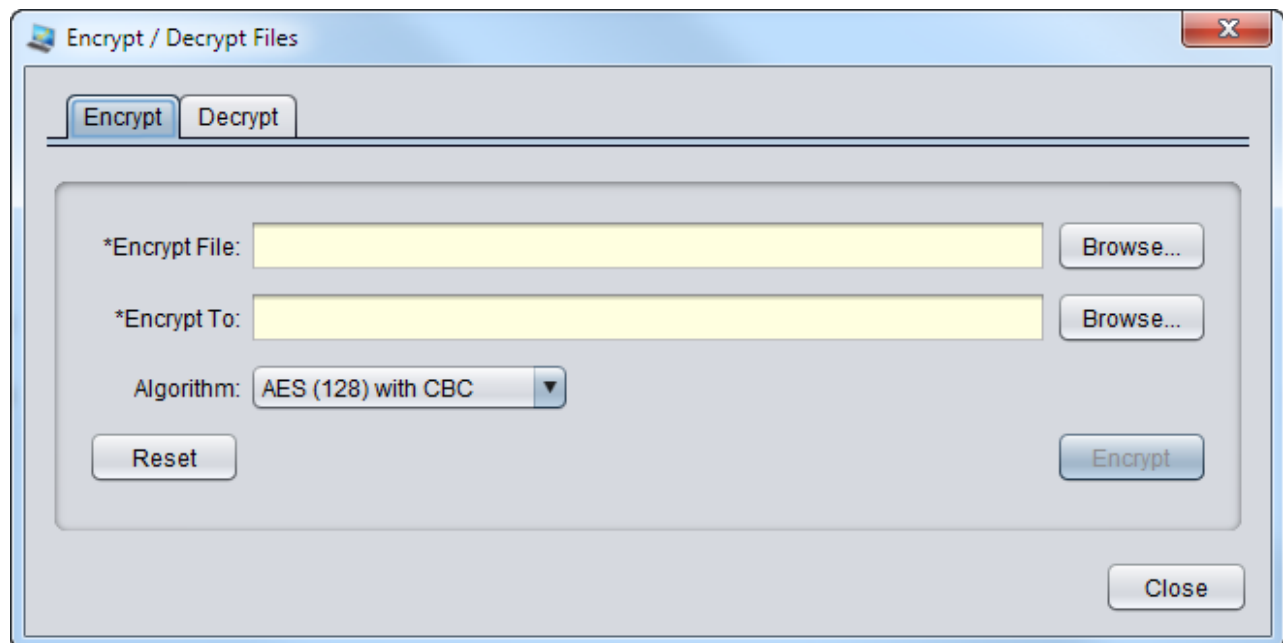 Encrypt / Decrypt Files
Encrypt Decrypt
*Encrypt File: Browse...
*Encrypt To: Browse...
Algorithm: AES (128) with CBC
Reset Encrypt
Close